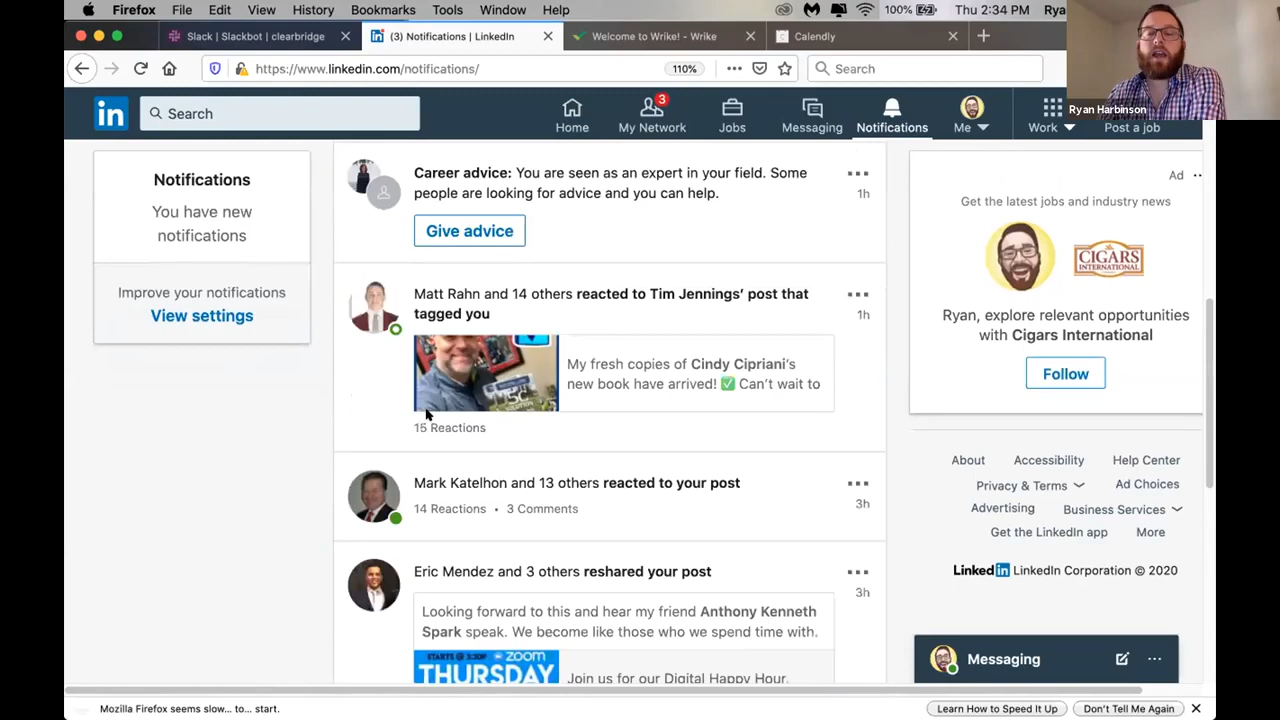 Firefox File Edit View History Bookmarks Tools Window Help 100% Thu 2:34 PM Rya
Slack | Slackbot | clearbridge
(3) Notifications | LinkedIn
Welcome to Wrike! - Wrike
Calendly
https://www.linkedin.com/notifications/
110%
Search
Ryan Harbinson
in
Search
Home
3
My Network
Jobs
Messaging
Notifications
Me
Work
Post a job
Notifications
You have new
notifications
Improve your notifications
View settings
Career advice: You are seen as an expert in your field. Some
people are looking for advice and you can help.
1h
Give advice
Matt Rahn and 14 others reacted to Tim Jennings' post that
tagged you
1h
My fresh copies of Cindy Cipriani's
new book have arrived! ✅ Can't wait to
15 Reactions
Mark Katelhon and 13 others reacted to your post
3h
14 Reactions • 3 Comments
Eric Mendez and 3 others reshared your post
3h
Looking forward to this and hear my friend Anthony Kenneth
Spark speak. We become like those who we spend time with.
STARTS @ 3:30P zoom
THURSDAY
Join us for our Digital Happy Hour.
Ad
Get the latest jobs and industry news
CIGARS
INTERNATIONAL
Ryan, explore relevant opportunities
with Cigars International
Follow
About Accessibility Help Center
Privacy & Terms Ad Choices
Advertising Business Services
Get the LinkedIn app More
Linked in LinkedIn Corporation © 2020
Messaging
Mozilla Firefox seems slow... to... start.
Learn How to Speed It Up
Don't Tell Me Again